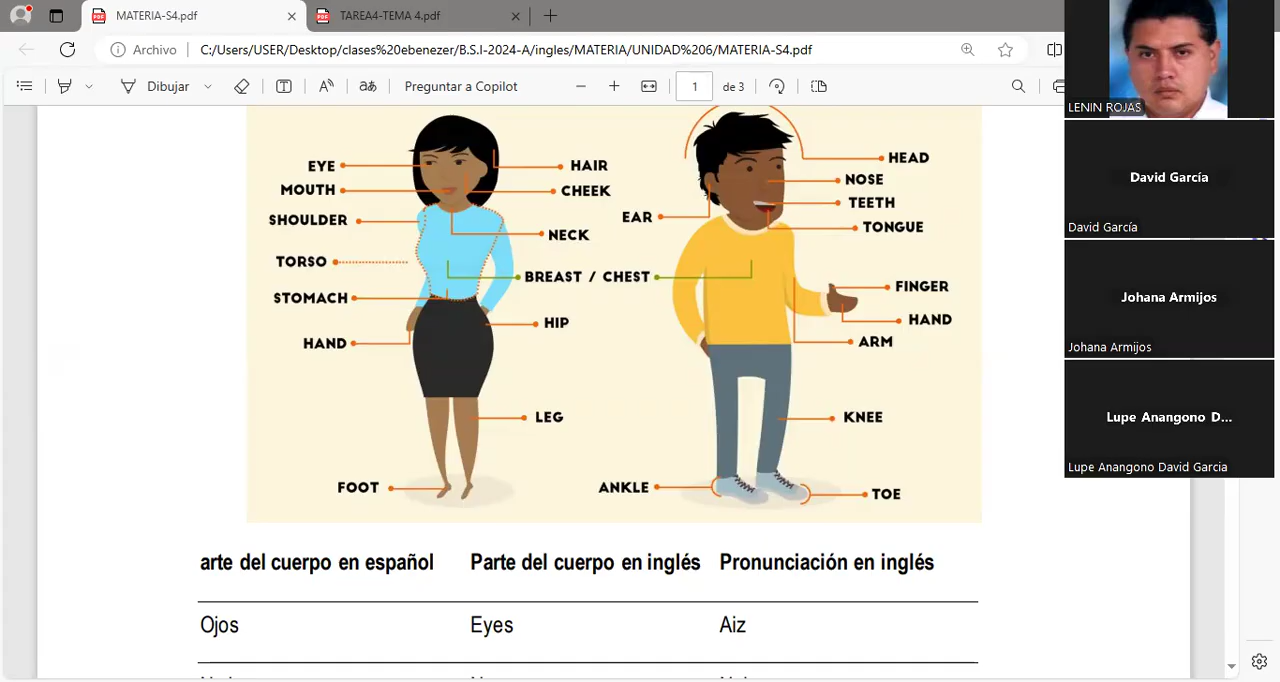 MATERIA-S4.pdf
TAREA4-TEMA 4.pdf
Archivo
C:/Users/USER/Desktop/clases%20ebenezer/B.S.I-2024-A/ingles/MATERIA/UNIDAD%206/MATERIA-S4.pdf
Dibujar
Preguntar a Copilot
1
de 3
LENIN ROJAS
David García
David García
Johana Armijos
Johana Armijos
Lupe Anangono D...
Lupe Anangono David Garcia
EYE
HAIR
MOUTH
CHEEK
SHOULDER
NECK
TORSO
BREAST / CHEST
STOMACH
HIP
HAND
LEG
FOOT
HEAD
NOSE
TEETH
EAR
TONGUE
FINGER
HAND
ARM
KNEE
ANKLE
TOE
arte del cuerpo en español Parte del cuerpo en inglés Pronunciación en inglés
Ojos Eyes Aiz